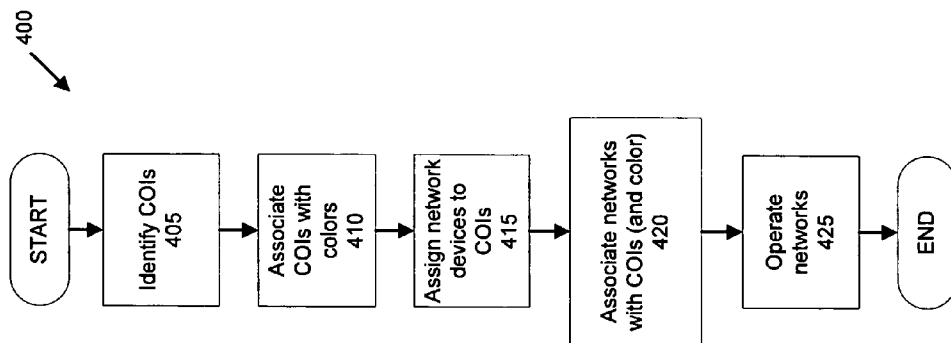 400
START
Identify COIs
405
Associate
COIs with
colors
410
Assign network
devices to
COIs
415
Associate networks
with COIs (and color)
420
Operate
networks
425
END